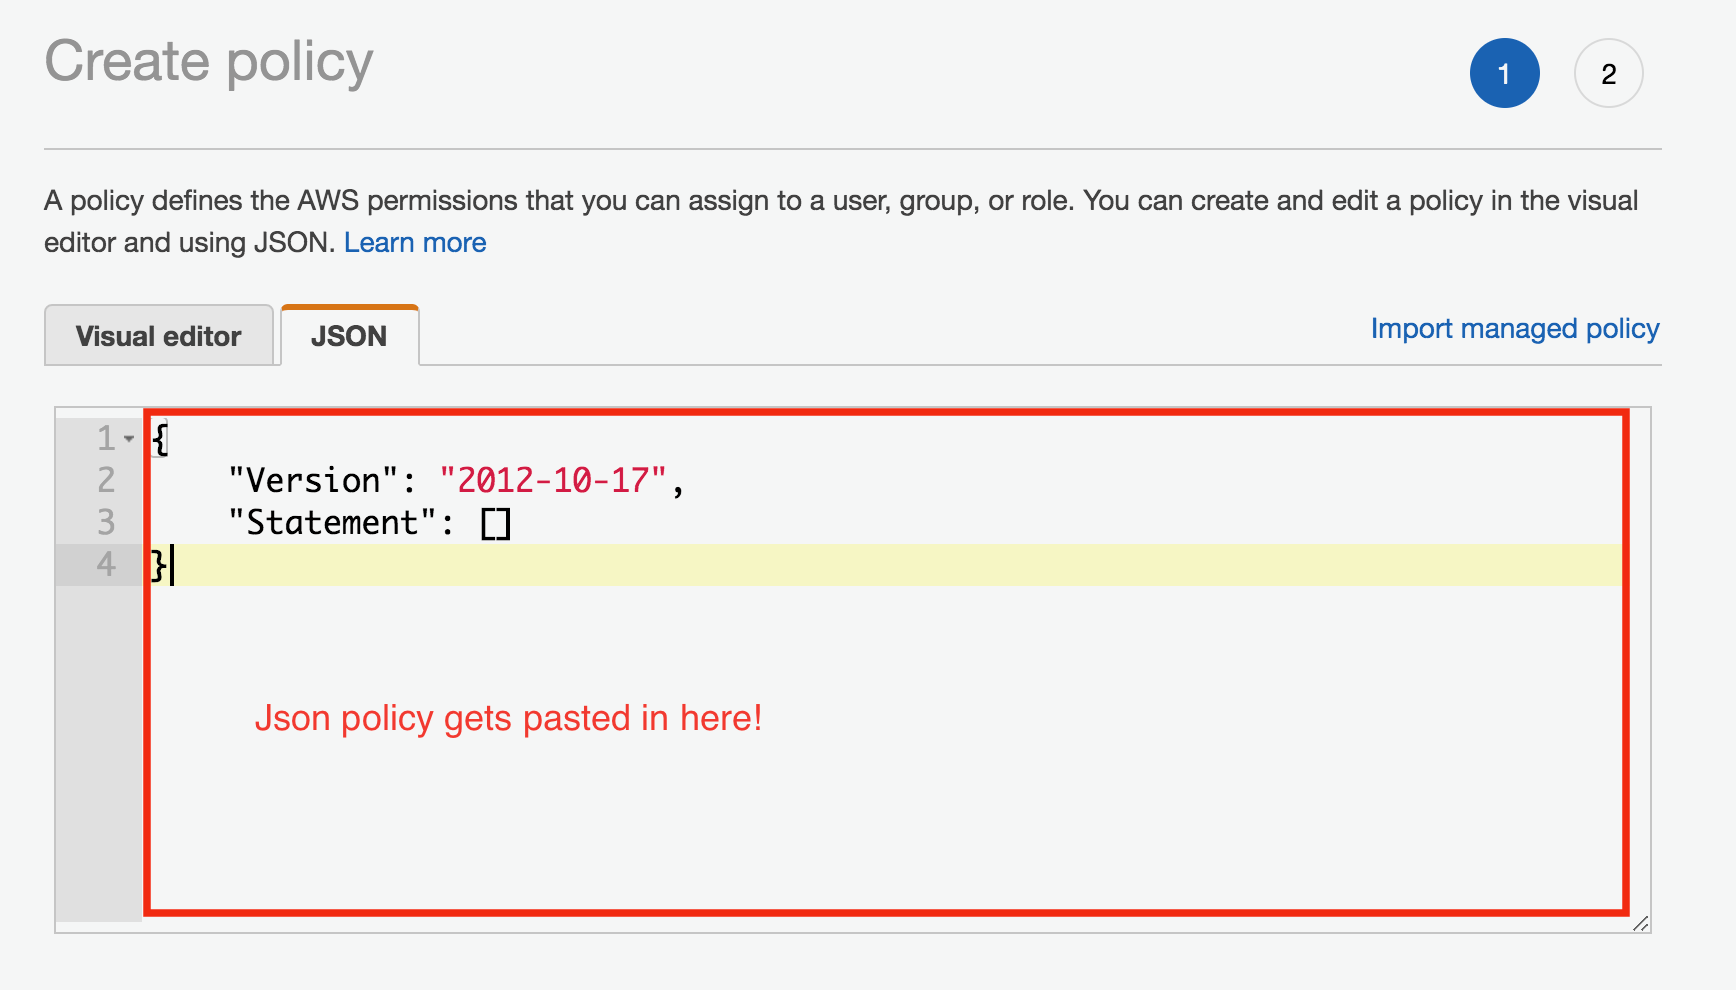 Create policy
1
2
A policy defines the AWS permissions that you can assign to a user, group, or role. You can create and edit a policy in the visual
editor and using JSON. Learn more
Visual editor
JSON
Import managed policy
1 {
2     "Version": "2012-10-17",
3     "Statement": []
4 }
Json policy gets pasted in here!